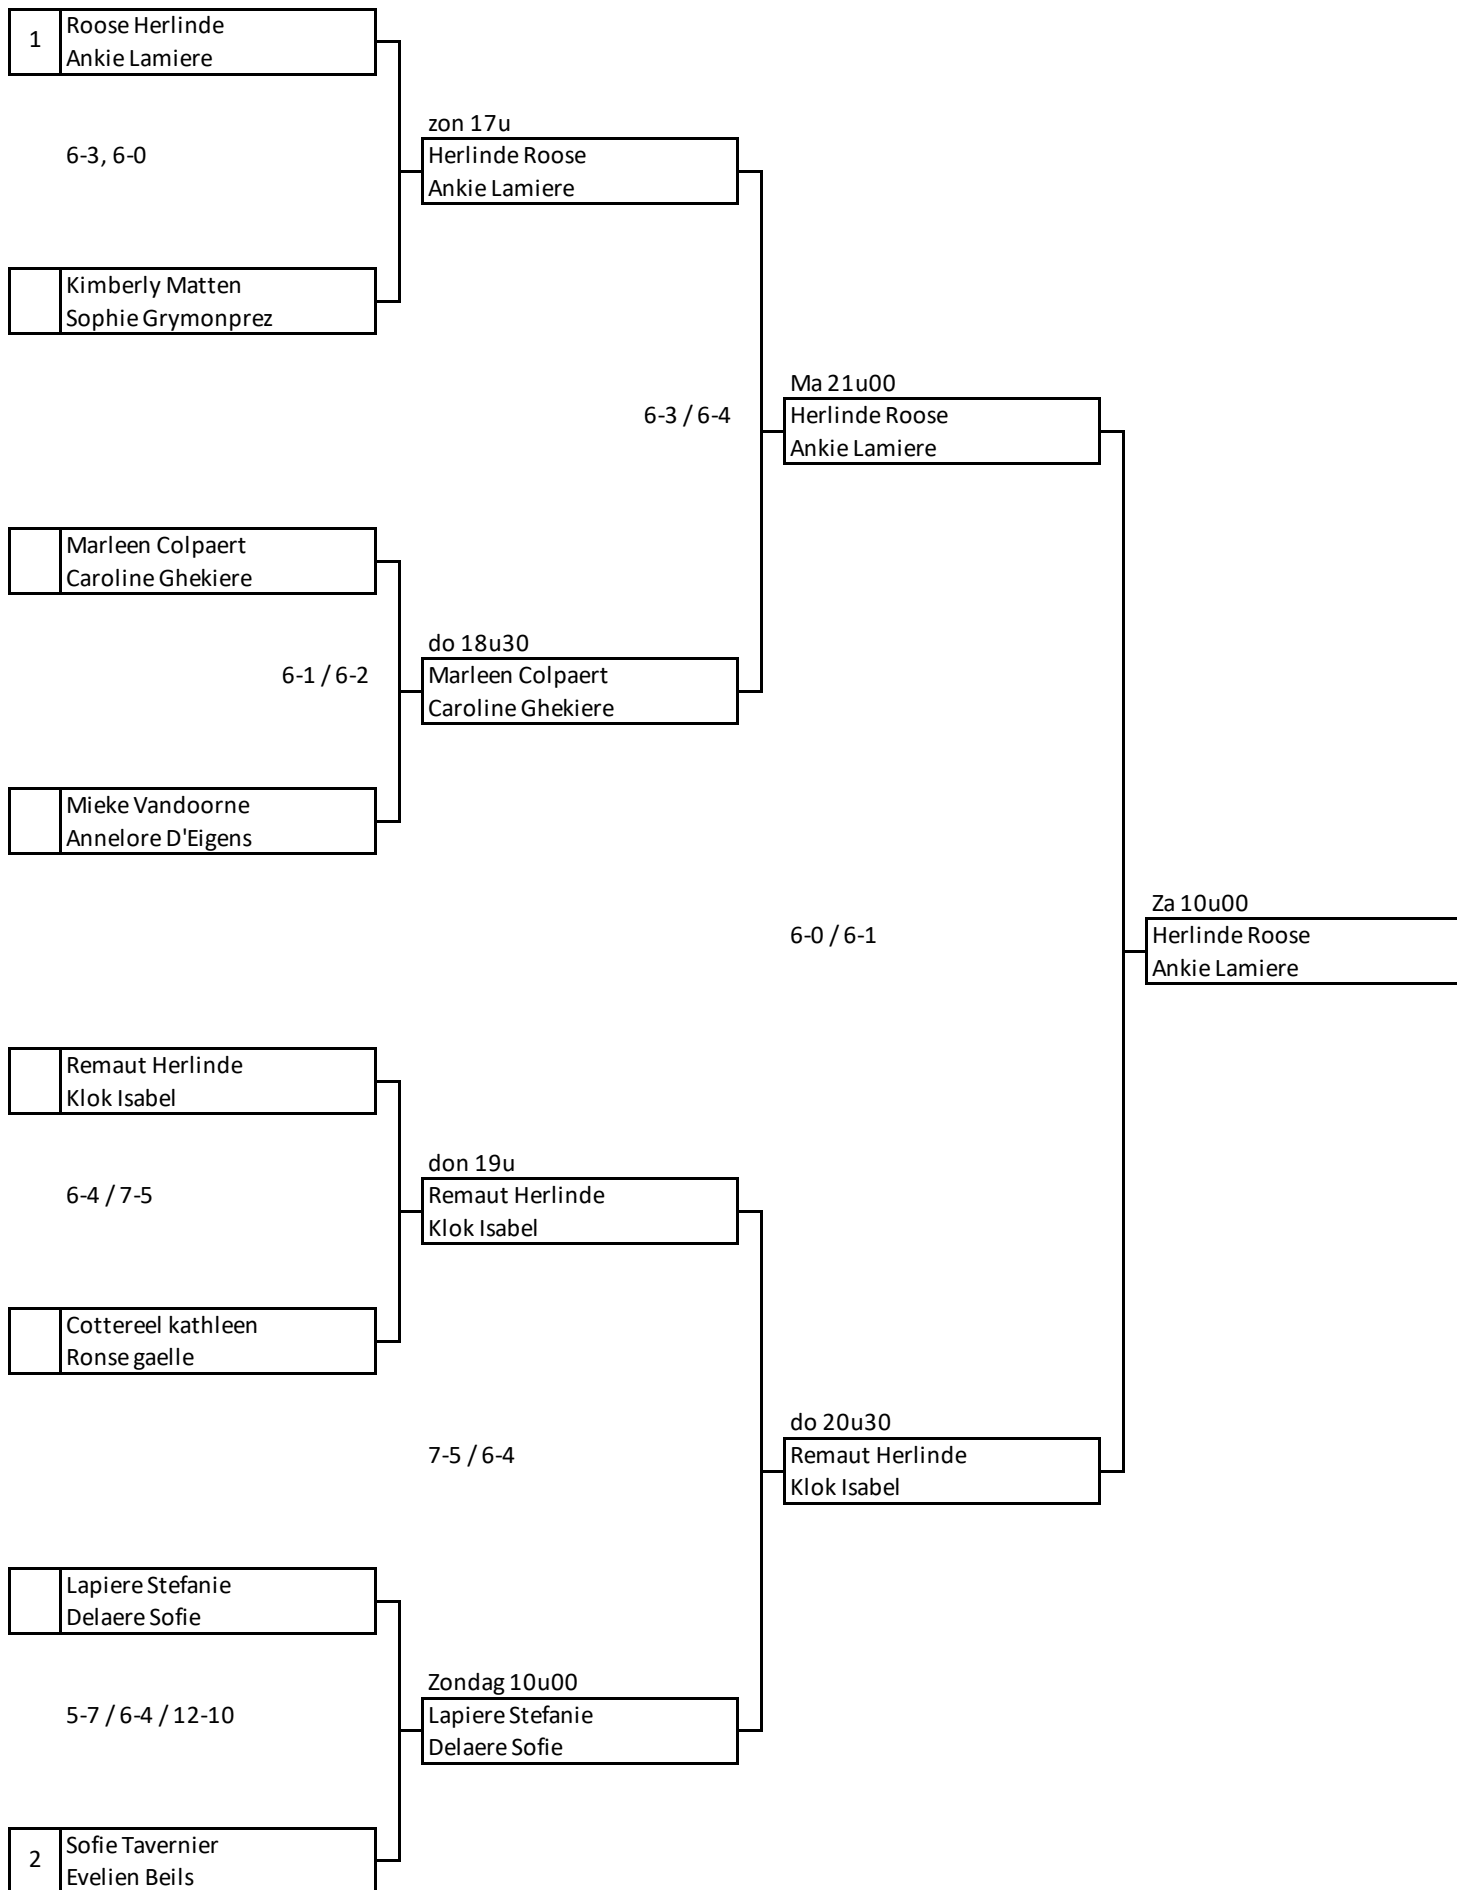 1
Roose Herlinde
Ankie Lamiere
zon 17u
6-3, 6-0
Herlinde Roose
Ankie Lamiere
Kimberly Matten
Sophie Grymonprez
Ma 21u00
6-3 / 6-4
Herlinde Roose
Ankie Lamiere
Marleen Colpaert
Caroline Ghekiere
do 18u30
6-1 / 6-2
Marleen Colpaert
Caroline Ghekiere
Mieke Vandoorne
Annelore D'Eigens
Za 10u00
6-0 / 6-1
Herlinde Roose
Ankie Lamiere
Remaut Herlinde
Klok Isabel
don 19u
6-4 / 7-5
Remaut Herlinde
Klok Isabel
Cottereel kathleen
Ronse gaelle
do 20u30
7-5 / 6-4
Remaut Herlinde
Klok Isabel
Lapiere Stefanie
Delaere Sofie
Zondag 10u00
5-7 / 6-4 / 12-10
Lapiere Stefanie
Delaere Sofie
2
Sofie Tavernier
Evelien Beils